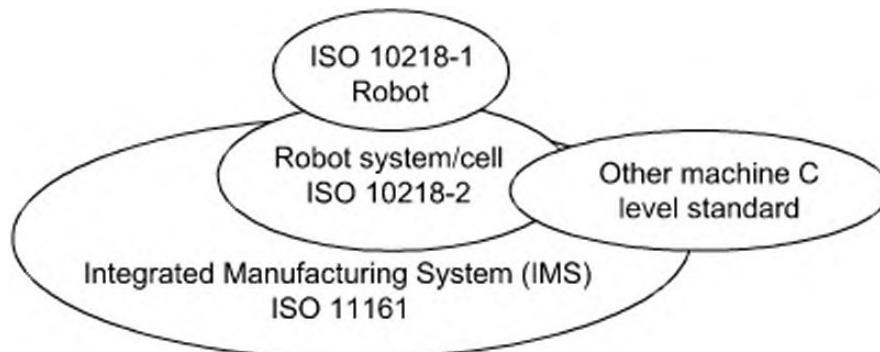 ISO 10218-1
Robot
Robot system/cell
ISO 10218-2
Other machine C
level standard
Integrated Manufacturing System (IMS)
ISO 11161